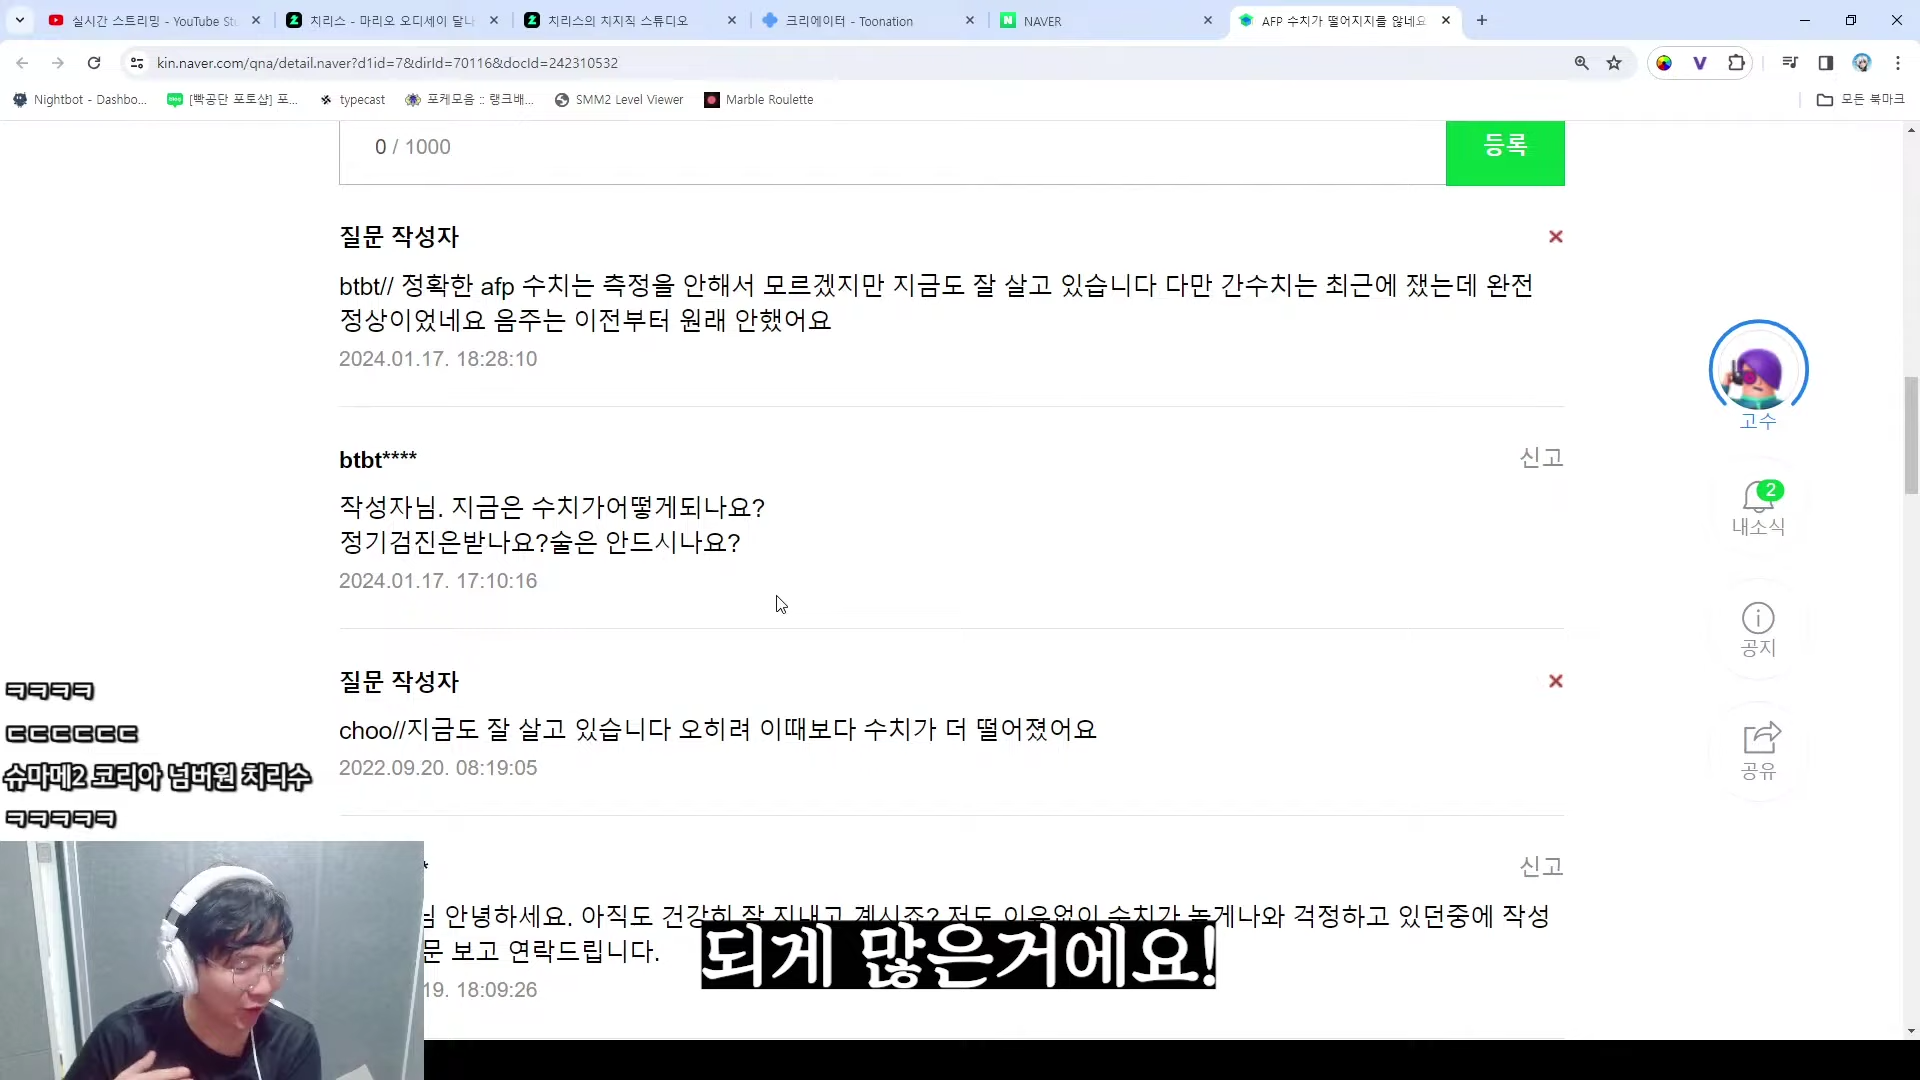 실시간 스트리밍 - YouTube St
치리스 - 마리오 오디세이 달나
치리스의 치지직 스튜디오
크리에이터 - Toonation
NAVER
AFP 수치가 떨어지지를 않네요
kin.naver.com/qna/detail.naver?d1id=7&dirId=70116&docId=242310532
Nightbot - Dashbo...
[빡공단 포토샵] 포...
typecast
포케모음 :: 랭크배...
SMM2 Level Viewer
Marble Roulette
모든 북마크
0 / 1000
등록
질문 작성자
btbt// 정확한 afp 수치는 측정을 안해서 모르겠지만 지금도 잘 살고 있습니다 다만 간수치는 최근에 쟀는데 완전
정상이었네요 음주는 이전부터 원래 안했어요
2024.01.17. 18:28:10
btbt****
신고
작성자님. 지금은 수치가어떻게되나요?
정기검진은받나요?술은 안드시나요?
2024.01.17. 17:10:16
질문 작성자
choo//지금도 잘 살고 있습니다 오히려 이때보다 수치가 더 떨어졌어요
2022.09.20. 08:19:05
신고
님 안녕하세요. 아직도 건강히 잘 지내고 계시죠? 저도 이유없이 수치가 높게나와 걱정하고 있던중에 작성
문 보고 연락드립니다.
19. 18:09:26
고수
2
내소식
공지
공유
ㅋㅋㅋㅋ
ㄷㄷㄷㄷㄷㄷ
슈마메2 코리아 넘버원 치리수
ㅋㅋㅋㅋㅋ
되게 많은거에요!